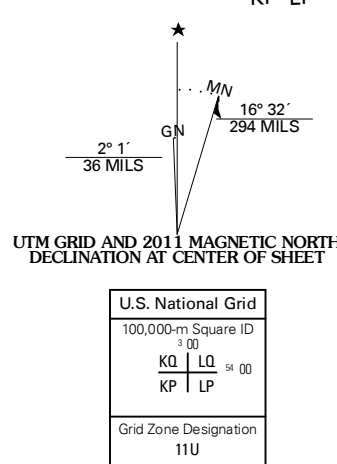 MN
GN
16° 32´
294 MILS
2° 1´
36 MILS
UTM GRID AND 2011 MAGNETIC NORTH
DECLINATION AT CENTER OF SHEET
U.S. National Grid
100,000-m Square ID
3 00
KQ LQ 54 00
KP LP
Grid Zone Designation
11U